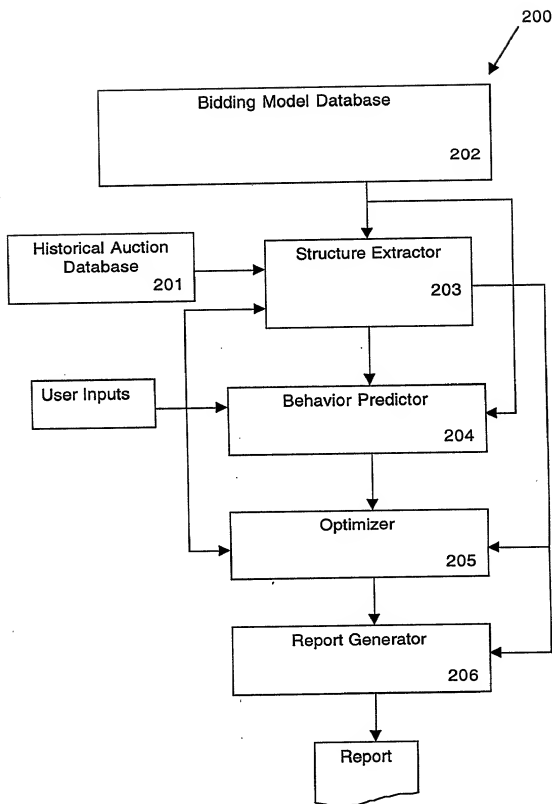 200
Bidding Model Database
202
Historical Auction
Database
201
Structure Extractor
203
User Inputs
Behavior Predictor
204
Optimizer
205
Report Generator
206
Report